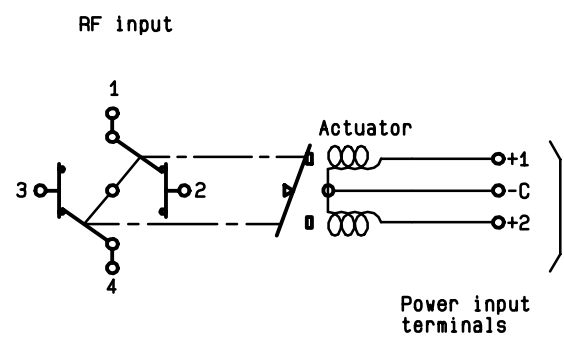 RF input
1
Actuator
+1
3
2
-C
+2
4
Power input
terminals